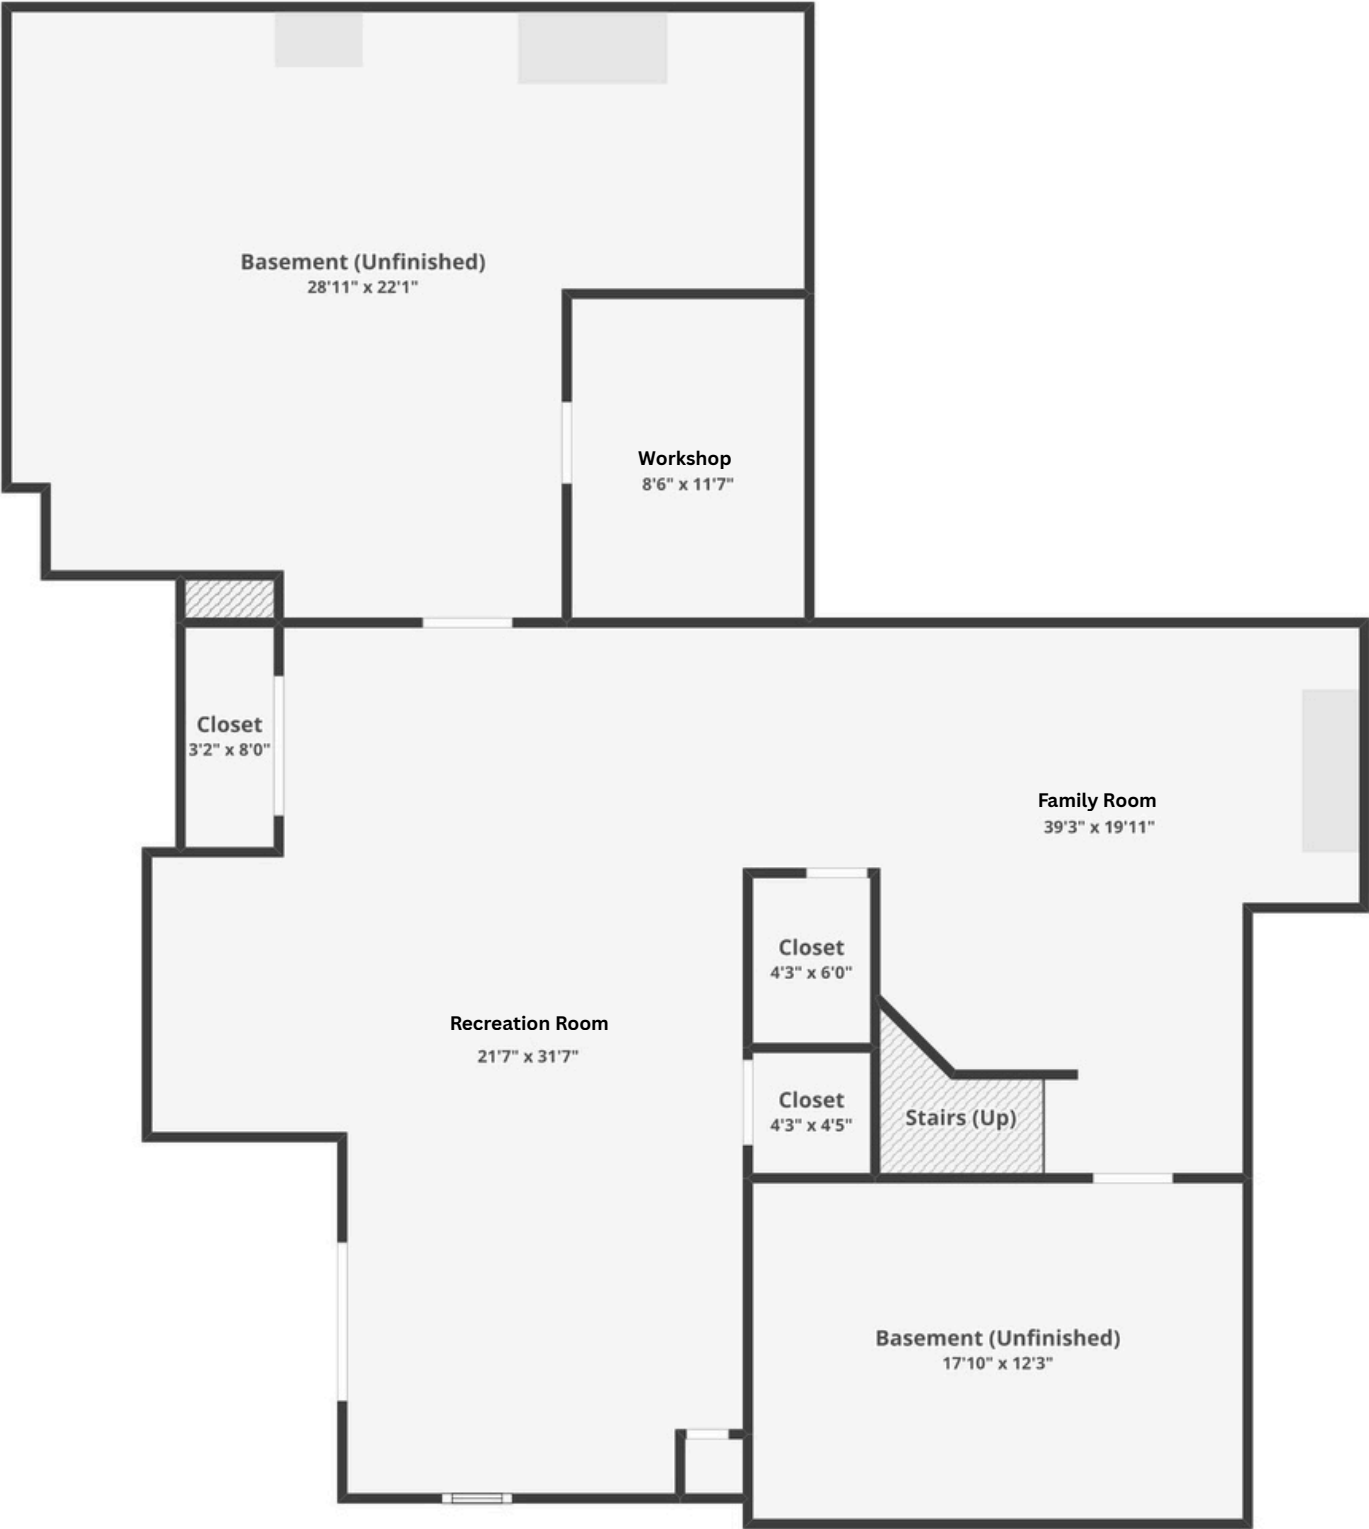 Basement (Unfinished)
28'11" x 22'1"
Workshop
8'6" x 11'7"
Closet
3'2" x 8'0"
Family Room
39'3" x 19'11"
Closet
4'3" x 6'0"
Recreation Room
21'7" x 31'7"
Closet
4'3" x 4'5"
Stairs (Up)
Basement (Unfinished)
17'10" x 12'3"